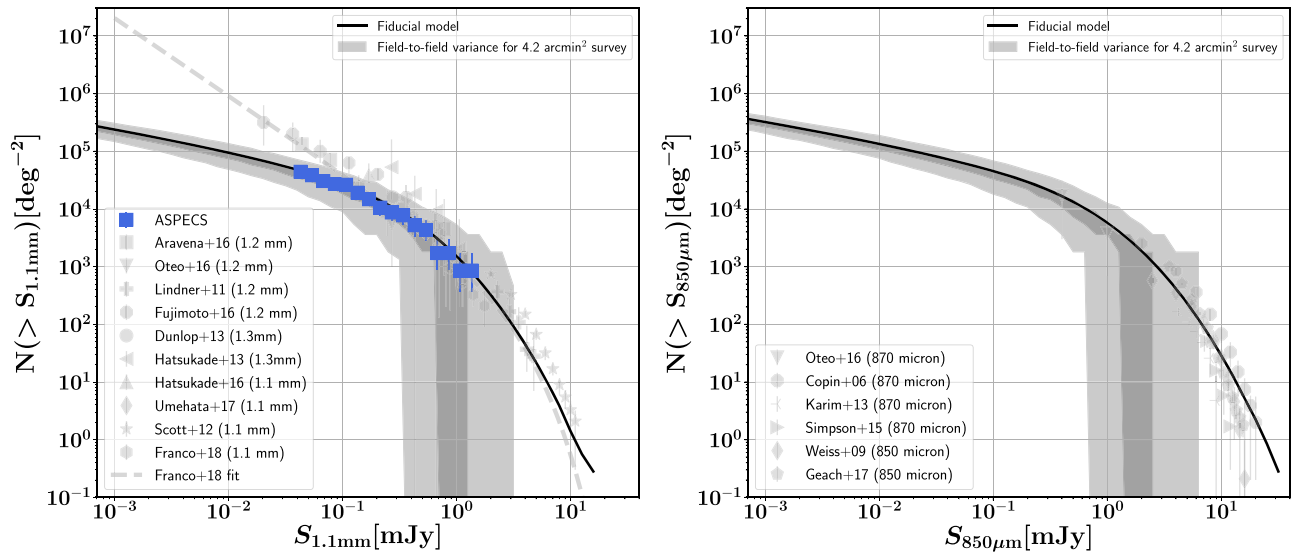 Fiducial model
Field-to-field variance for 4.2 arcmin² survey
N(> S₁.₁mm)[deg⁻²]
10⁷
10⁶
10⁵
10⁴
10³
10²
10¹
10⁰
10⁻¹
ASPECS
Aravena+16 (1.2 mm)
Oteo+16 (1.2 mm)
Lindner+11 (1.2 mm)
Fujimoto+16 (1.2 mm)
Dunlop+13 (1.3mm)
Hatsukade+13 (1.3mm)
Hatsukade+16 (1.1 mm)
Umehata+17 (1.1 mm)
Scott+12 (1.1 mm)
Franco+18 (1.1 mm)
Franco+18 fit
10⁻³ 10⁻² 10⁻¹ 10⁰ 10¹
S₁.₁mm[mJy]
Fiducial model
Field-to-field variance for 4.2 arcmin² survey
N(> S₈₅₀μm)[deg⁻²]
10⁷
10⁶
10⁵
10⁴
10³
10²
10¹
10⁰
10⁻¹
Oteo+16 (870 micron)
Copin+06 (870 micron)
Karim+13 (870 micron)
Simpson+15 (870 micron)
Weiss+09 (850 micron)
Geach+17 (850 micron)
10⁻³ 10⁻² 10⁻¹ 10⁰ 10¹
S₈₅₀μm[mJy]